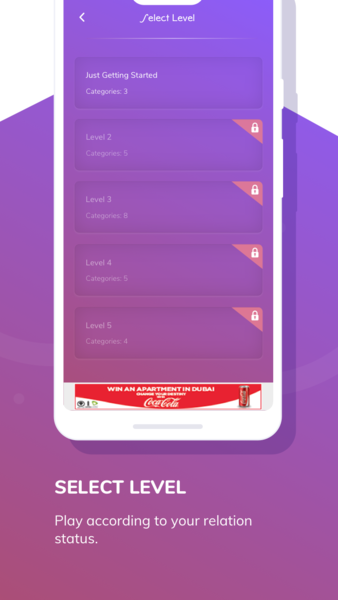 Select Level
Just Getting Started
Categories: 3
Level 2
Categories: 5
Level 3
Categories: 8
Level 4
Categories: 5
Level 5
Categories: 4
WIN AN APARTMENT IN DUBAI
CHANGE YOUR DESTINY
Coca-Cola
SELECT LEVEL
Play according to your relation
status.